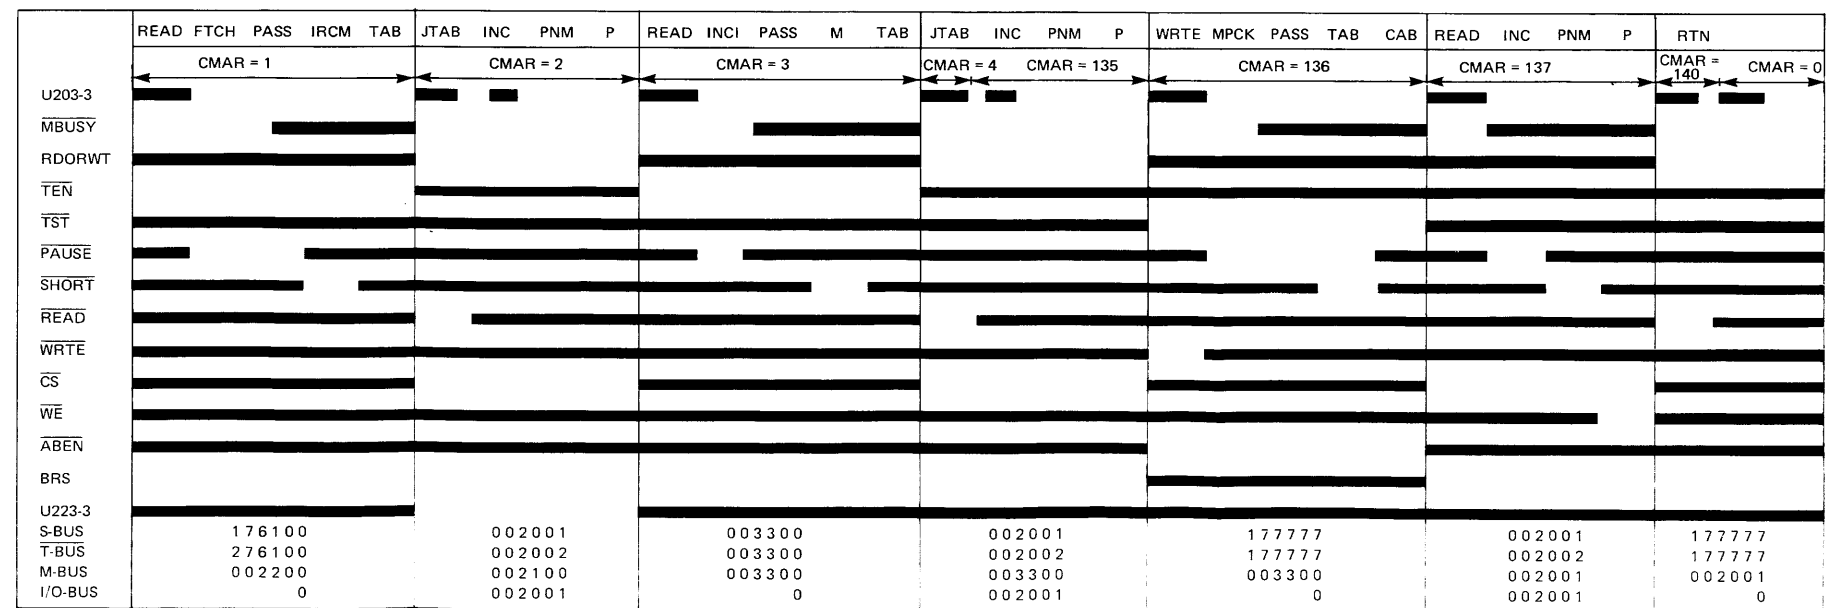 READ FTCH PASS IRCM TAB JTAB INC PNM P READ INCI PASS M TAB JTAB INC PNM P WRTE MPCK PASS TAB CAB READ INC PNM P RTN
CMAR = 1 CMAR = 2 CMAR = 3 CMAR = 4 CMAR = 135 CMAR = 136 CMAR = 137 CMAR = 140 CMAR = 0
U203-3
MBUSY
RDORWT
TEN
TST
PAUSE
SHORT
READ
WRTE
CS
WE
ABEN
BRS
U223-3
S-BUS 176100 002001 003300 002001 177777 002001 177777
T-BUS 276100 002002 003300 002002 177777 002002 177777
M-BUS 002200 002100 003300 003300 003300 002001 002001
I/O-BUS 0 002001 0 002001 0 002001 0